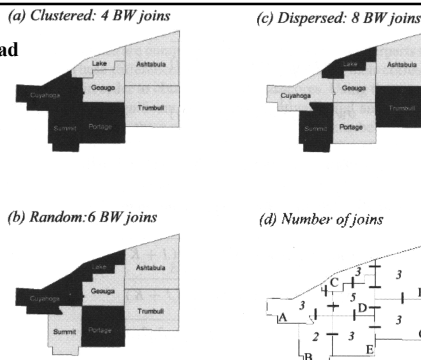 (a) Clustered: 4 BW joins
ad
Lake
Ashtabula
Cuyahoga
Geauga
Trumbull
Summit
Portage
(c) Dispersed: 8 BW joins
Lake
Ashtabula
Cuyahoga
Geauga
Trumbull
Summit
Portage
(b) Random:6 BW joins
Lake
Ashtabula
Cuyahoga
Geauga
Trumbull
Summit
Portage
(d) Number of joins
3
3
C
5
3
A
D
3
2
3
E
B